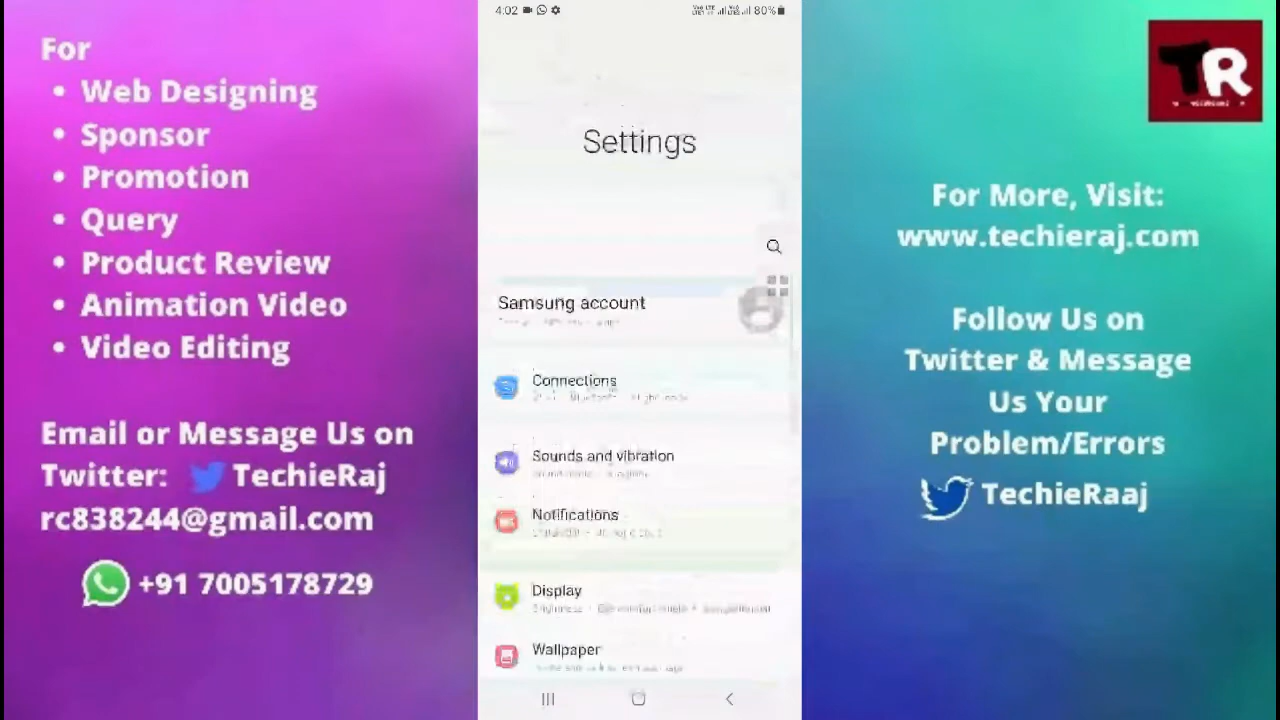 For
• Web Designing
• Sponsor
• Promotion
• Query
• Product Review
• Animation Video
• Video Editing
Email or Message Us on
Twitter: TechieRaj
rc838244@gmail.com
+91 7005178729
4:02
80%
Settings
Samsung account
Connections
Sounds and vibration
Notifications
Display
Wallpaper
TR
For More, Visit:
www.techieraj.com
Follow Us on
Twitter & Message
Us Your
Problem/Errors
TechieRaaj